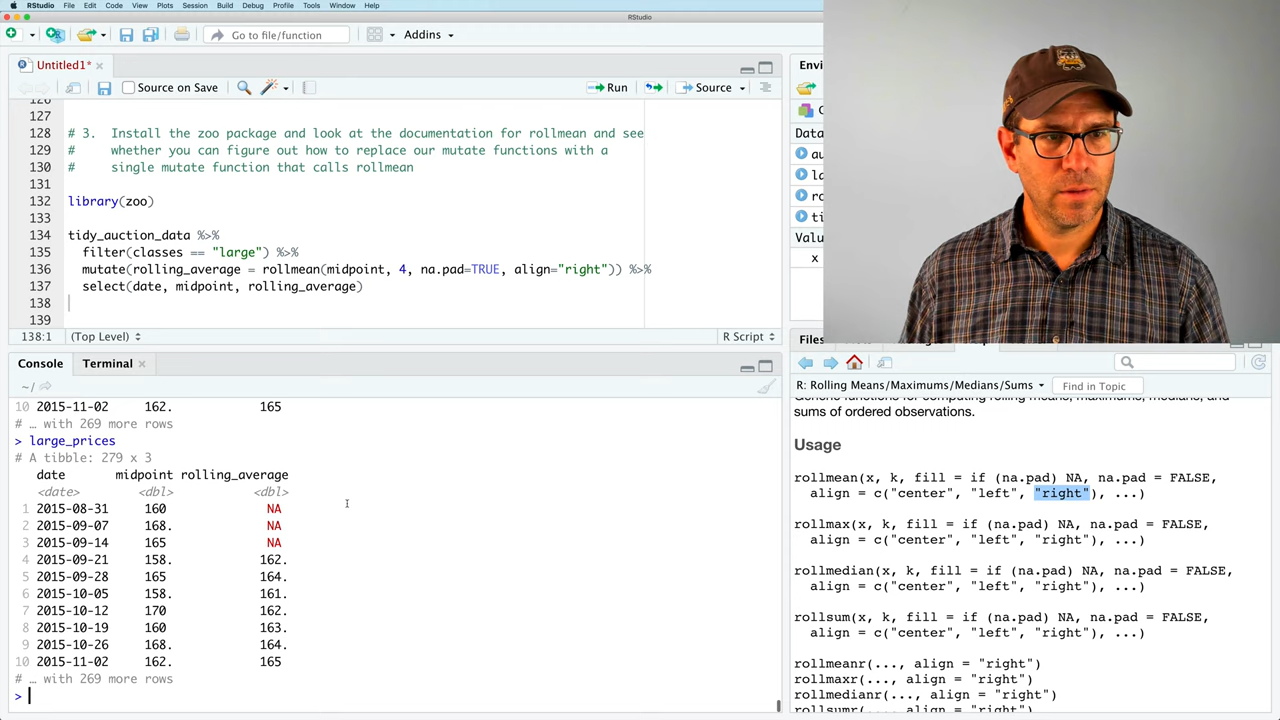 RStudio File Edit Code View Plots Session Build Debug Profile Tools Window Help
RStudio
Go to file/function
Addins
Untitled1*
Source on Save
Run
Source
126
127
128 # 3. Install the zoo package and look at the documentation for rollmean and see
129 # whether you can figure out how to replace our mutate functions with a
130 # single mutate function that calls rollmean
131
132 library(zoo)
133
134 tidy_auction_data %>%
135 filter(classes == "large") %>%
136 mutate(rolling_average = rollmean(midpoint, 4, na.pad=TRUE, align="right")) %>%
137 select(date, midpoint, rolling_average)
138
139
138:1 (Top Level) R Script
Console Terminal
~/
10 2015-11-02 162. 165
# … with 269 more rows
> large_prices
# A tibble: 279 x 3
date midpoint rolling_average
<date> <dbl> <dbl>
1 2015-08-31 160 NA
2 2015-09-07 168. NA
3 2015-09-14 165 NA
4 2015-09-21 158. 162.
5 2015-09-28 165 164.
6 2015-10-05 158. 161.
7 2015-10-12 170 162.
8 2015-10-19 160 163.
9 2015-10-26 168. 164.
10 2015-11-02 162. 165
# … with 269 more rows
>
Envi
Data
au
la
ro
ti
Valu
x
Files
R: Rolling Means/Maximums/Medians/Sums
Find in Topic
Generic functions for computing rolling means, maximums, medians, and
sums of ordered observations.
Usage
rollmean(x, k, fill = if (na.pad) NA, na.pad = FALSE,
align = c("center", "left", "right"), ...)
rollmax(x, k, fill = if (na.pad) NA, na.pad = FALSE,
align = c("center", "left", "right"), ...)
rollmedian(x, k, fill = if (na.pad) NA, na.pad = FALSE,
align = c("center", "left", "right"), ...)
rollsum(x, k, fill = if (na.pad) NA, na.pad = FALSE,
align = c("center", "left", "right"), ...)
rollmeanr(..., align = "right")
rollmaxr(..., align = "right")
rollmedianr(..., align = "right")
rollsumr(..., align = "right")